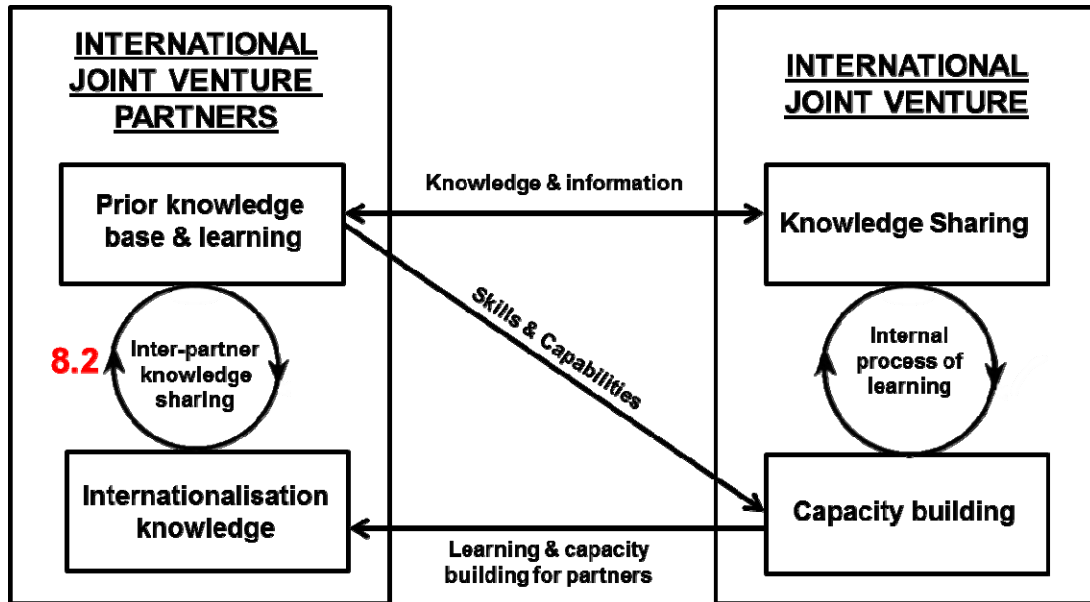 INTERNATIONAL
JOINT VENTURE
PARTNERS
Prior knowledge
base & learning
8.2
Inter-partner
knowledge
sharing
Internationalisation
knowledge
Knowledge & information
Skills & Capabilities
Learning & capacity
building for partners
INTERNATIONAL
JOINT VENTURE
Knowledge Sharing
Internal
process of
learning
Capacity building